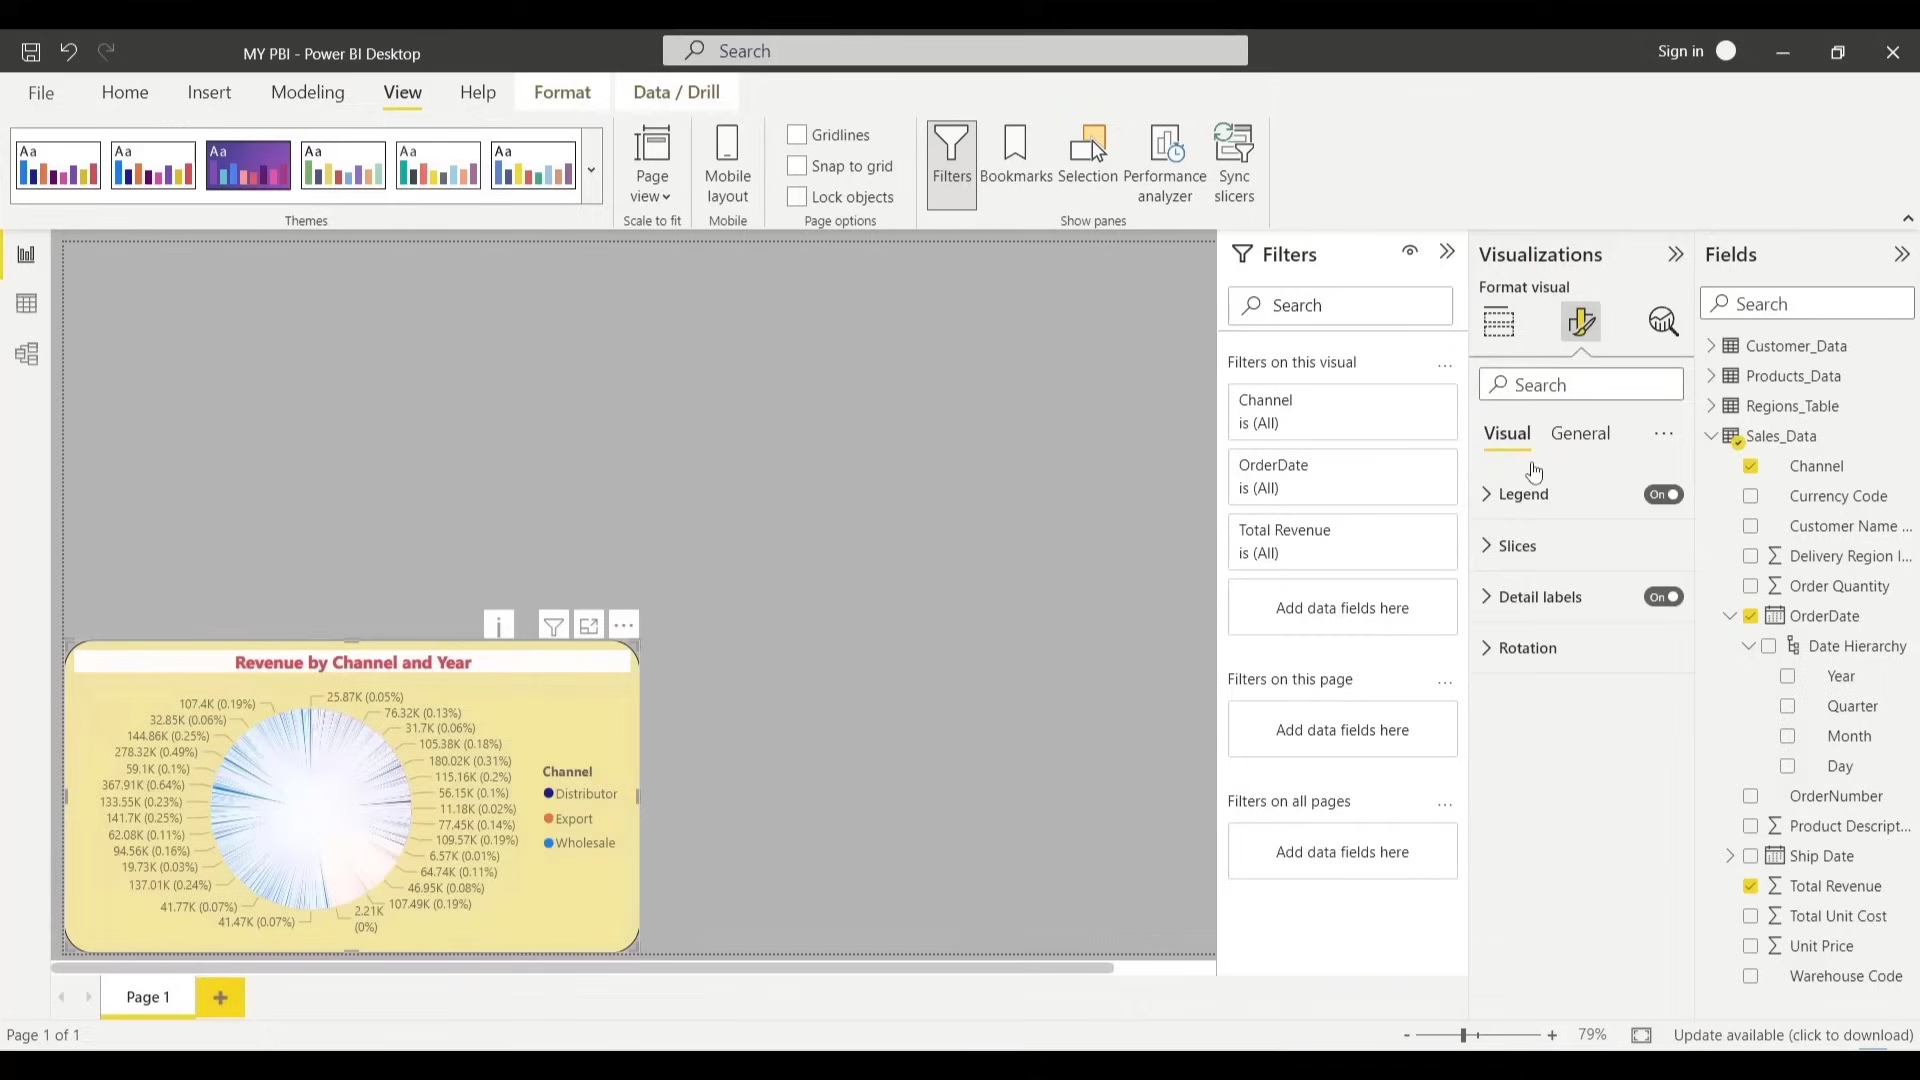 MY PBI - Power BI Desktop
Search
Sign in
File
Home
Insert
Modeling
View
Help
Format
Data / Drill
Aa
Aa
Aa
Aa
Aa
Aa
Themes
Page
view
Scale to fit
Mobile
layout
Mobile
Gridlines
Snap to grid
Lock objects
Page options
Filters
Bookmarks
Selection
Performance
analyzer
Sync
slicers
Show panes
Filters
Search
Filters on this visual
Channel
is (All)
OrderDate
is (All)
Total Revenue
is (All)
Add data fields here
Filters on this page
Add data fields here
Filters on all pages
Add data fields here
Visualizations
Format visual
Search
Visual
General
Legend
On
Slices
Detail labels
On
Rotation
Fields
Search
Customer_Data
Products_Data
Regions_Table
Sales_Data
Channel
Currency Code
Customer Name ...
Delivery Region I...
Order Quantity
OrderDate
Date Hierarchy
Year
Quarter
Month
Day
OrderNumber
Product Descript...
Ship Date
Total Revenue
Total Unit Cost
Unit Price
Warehouse Code
Revenue by Channel and Year
107.4K (0.19%)
32.85K (0.06%)
144.86K (0.25%)
278.32K (0.49%)
59.1K (0.1%)
367.91K (0.64%)
133.55K (0.23%)
141.7K (0.25%)
62.08K (0.11%)
94.56K (0.16%)
19.73K (0.03%)
137.01K (0.24%)
41.77K (0.07%)
41.47K (0.07%)
25.87K (0.05%)
76.32K (0.13%)
31.7K (0.06%)
105.38K (0.18%)
180.02K (0.31%)
115.16K (0.2%)
56.15K (0.1%)
11.18K (0.02%)
77.45K (0.14%)
109.57K (0.19%)
6.57K (0.01%)
64.74K (0.11%)
46.95K (0.08%)
107.49K (0.19%)
2.21K
(0%)
Channel
Distributor
Export
Wholesale
Page 1
Page 1 of 1
79%
Update available (click to download)